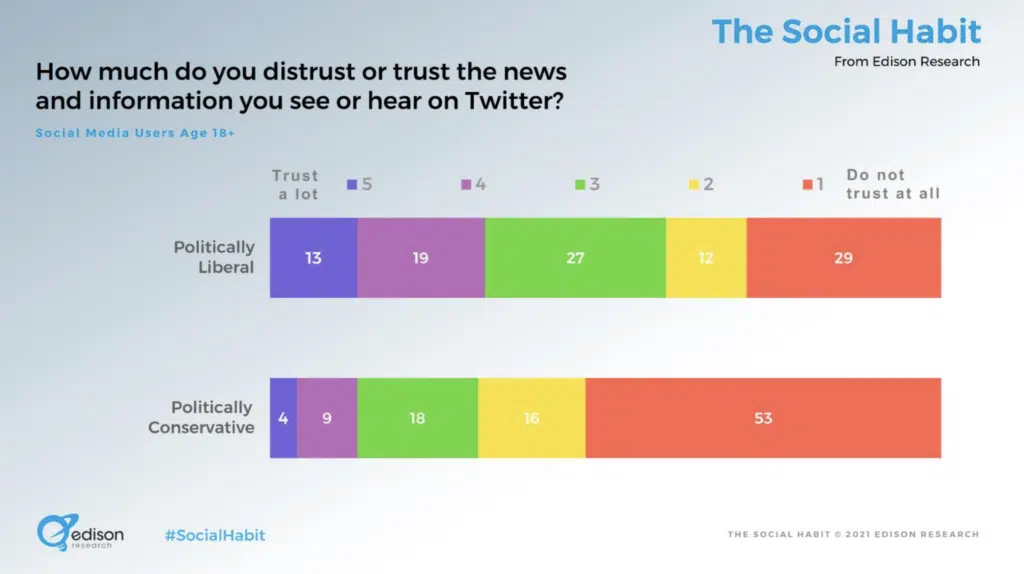 The Social Habit
From Edison Research
How much do you distrust or trust the news
and information you see or hear on Twitter?
Social Media Users Age 18+
Trust
a lot
5
4
3
2
1
Do not
trust at all
Politically
Liberal
13
19
27
12
29
Politically
Conservative
4
9
18
16
53
edison
research
#SocialHabit
THE SOCIAL HABIT © 2021 EDISON RESEARCH